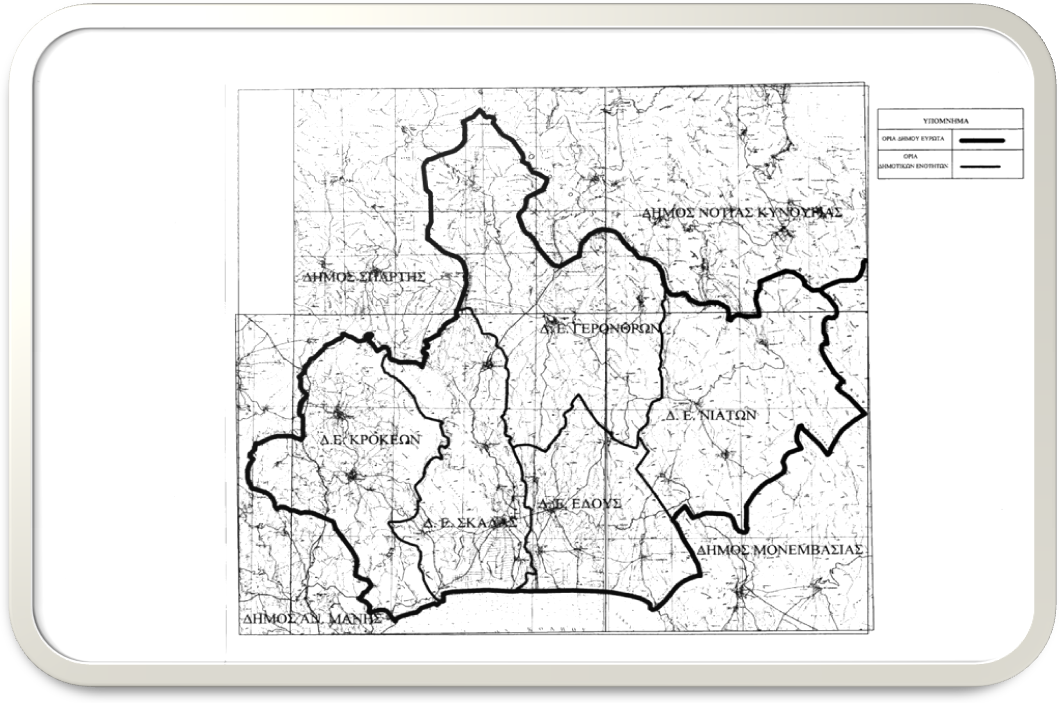 ΥΠΟΜΝΗΜΑ
ΟΡΙΑ ΔΗΜΟΥ ΕΥΡΩΤΑ
ΟΡΙΑ
ΔΗΜΟΤΙΚΩΝ ΕΝΟΤΗΤΩΝ
ΔΗΜΟΣ ΝΟΤΙΑΣ ΚΥΝΟΥΡΙΑΣ
ΔΗΜΟΣ ΣΠΑΡΤΗΣ
Δ. Ε. ΓΕΡΟΝΘΡΩΝ
Δ. Ε. ΝΙΑΤΩΝ
Δ.Ε. ΚΡΟΚΕΩΝ
Δ. Ε. ΕΛΟΥΣ
Δ. Ε. ΣΚΑΛΑΣ
ΔΗΜΟΣ ΜΟΝΕΜΒΑΣΙΑΣ
ΔΗΜΟΣ ΑΝ. ΜΑΝΗΣ